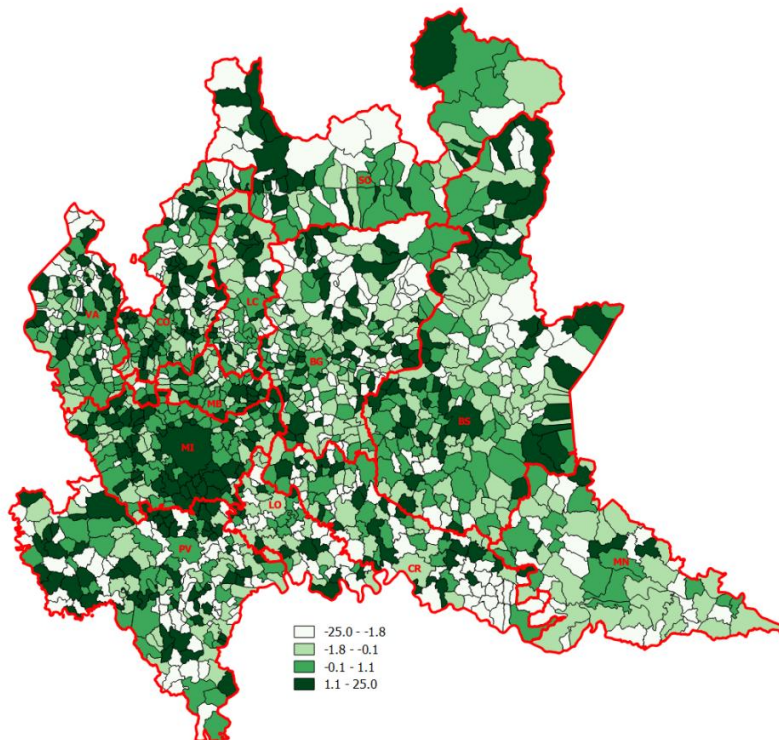 SO
VA
CO
LC
BG
MB
MI
BS
LO
PV
CR
MN
-25.0 - -1.8
-1.8 - -0.1
-0.1 - 1.1
1.1 - 25.0